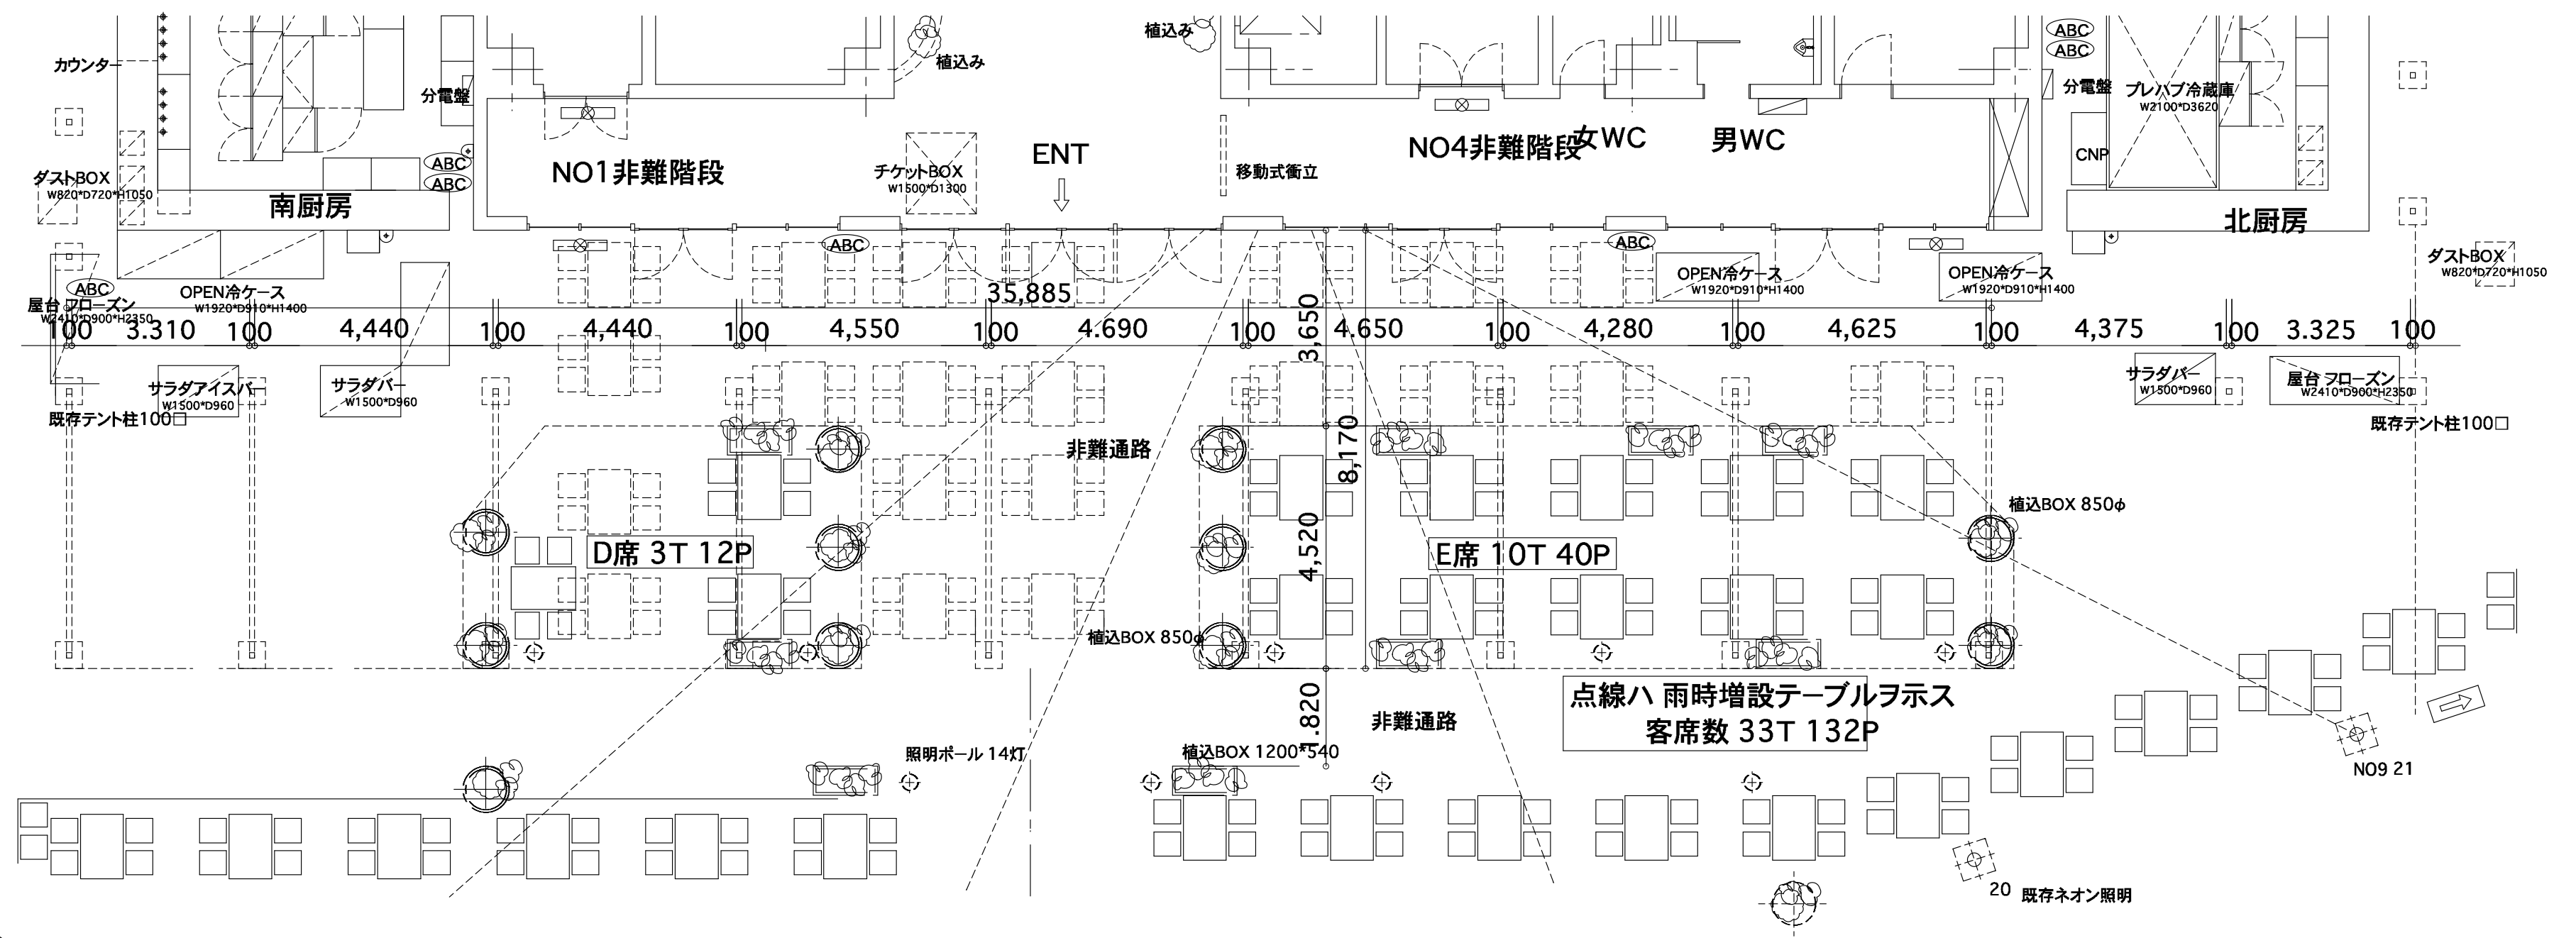 植込み
カウンター
植込み
ABC
ABC
分電盤
分電盤
プレハブ冷蔵庫
W2100*D3620
ENT
NO4非難階段
女WC
男WC
CNP
ABC
ABC
NO1非難階段
チケットBOX
W1500*D1300
移動式衝立
ダストBOX
W820*D720*H1050
南厨房
北厨房
ABC
ABC
ダストBOX
W820*D720*H1050
OPEN冷ケース
W1920*D910*H1400
OPEN冷ケース
W1920*D910*H1400
ABC
OPEN冷ケース
W1920*D910*H1400
屋台 フローズン
W2410*D900*H2350
35,885
100 3.310 100 4,440 100 4,440 100 4,550 100 4.690 100 4.650 100 4,280 100 4,625 100 4,375 100 3.325 100
3,650
サラダアイスバー
W1500*D960
サラダバー
W1500*D960
サラダバー
W1500*D960
屋台 フローズン
W2410*D900*H2350
既存テント柱100□
既存テント柱100□
非難通路
8,170
植込BOX 850φ
D席 3T 12P
4,520
E席 10T 40P
植込BOX 850φ
点線ハ 雨時増設テーブルヲ示ス
客席数 33T 132P
1.820
非難通路
照明ポール 14灯
植込BOX 1200*540
NO9 21
20
既存ネオン照明